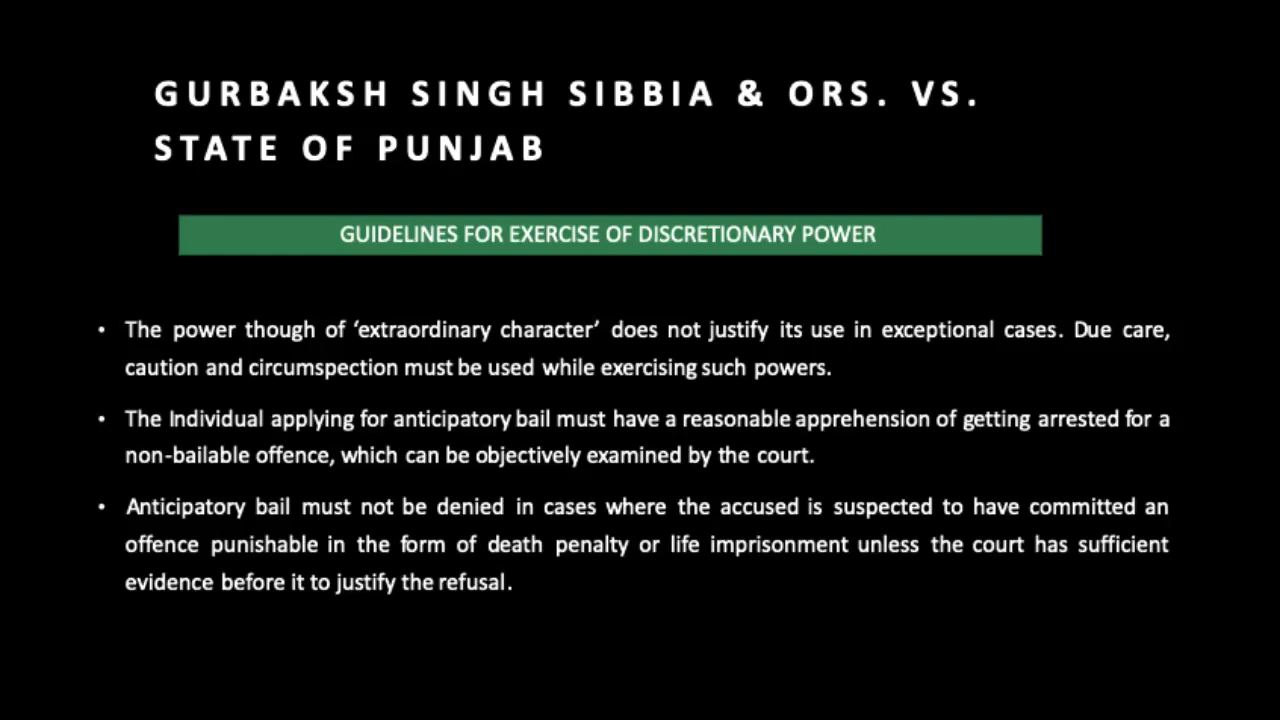 GURBAKSH SINGH SIBBIA & ORS. VS.
STATE OF PUNJAB
GUIDELINES FOR EXERCISE OF DISCRETIONARY POWER
• The power though of ‘extraordinary character’ does not justify its use in exceptional cases. Due care,
caution and circumspection must be used while exercising such powers.
• The Individual applying for anticipatory bail must have a reasonable apprehension of getting arrested for a
non-bailable offence, which can be objectively examined by the court.
• Anticipatory bail must not be denied in cases where the accused is suspected to have committed an
offence punishable in the form of death penalty or life imprisonment unless the court has sufficient
evidence before it to justify the refusal.